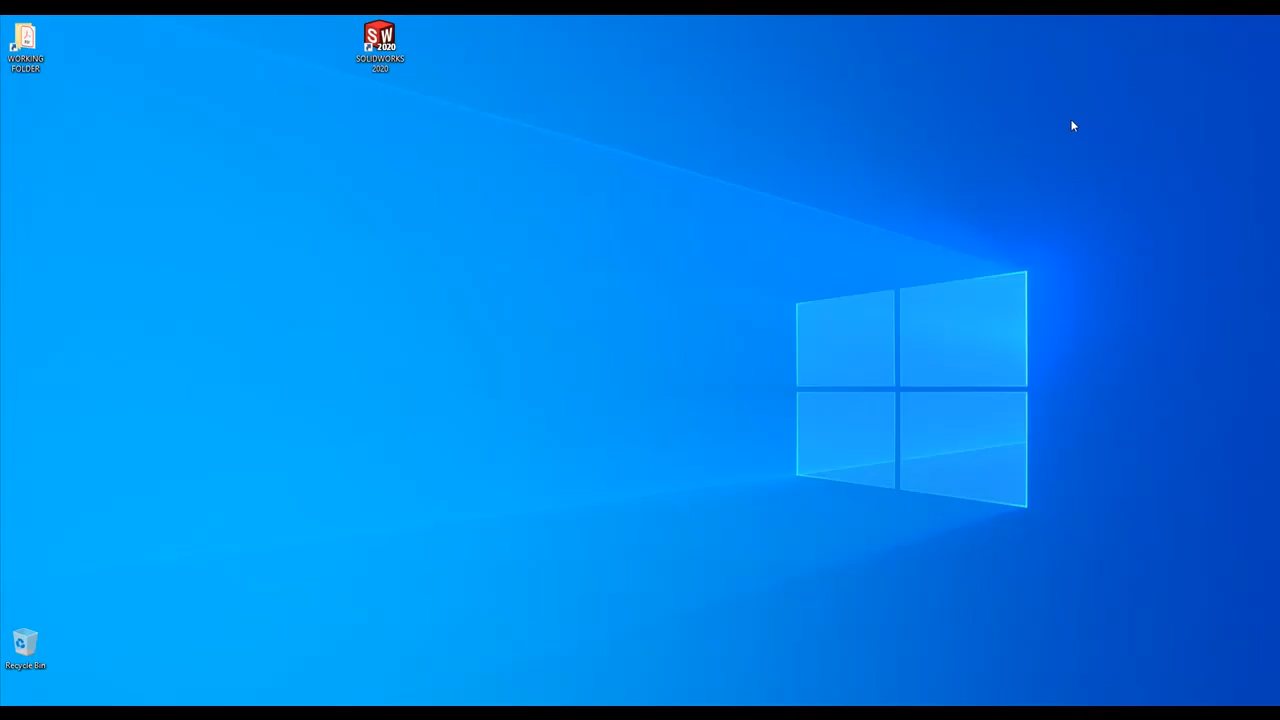 WORKING
FOLDER
SW
2020
SOLIDWORKS
2020
Recycle Bin